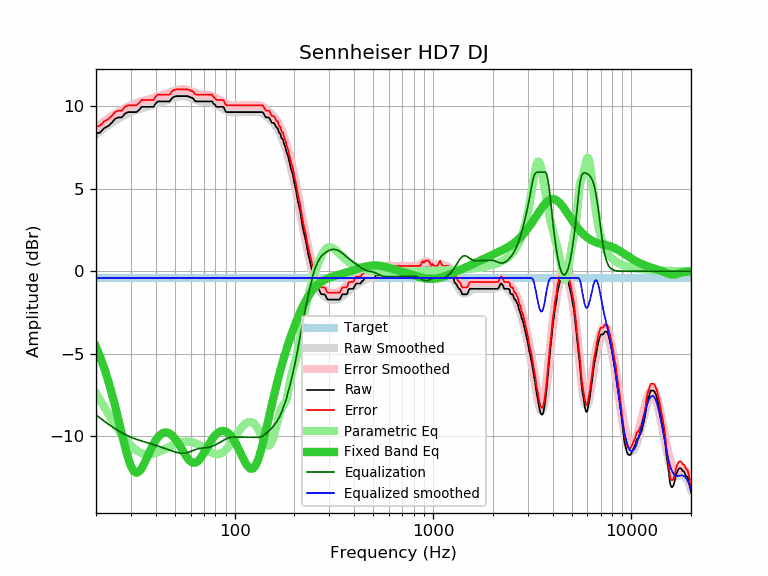 Sennheiser HD7 DJ
Amplitude (dBr)
10
5
0
−5
−10
Target
Raw Smoothed
Error Smoothed
Raw
Error
Parametric Eq
Fixed Band Eq
Equalization
Equalized smoothed
100
1000
10000
Frequency (Hz)